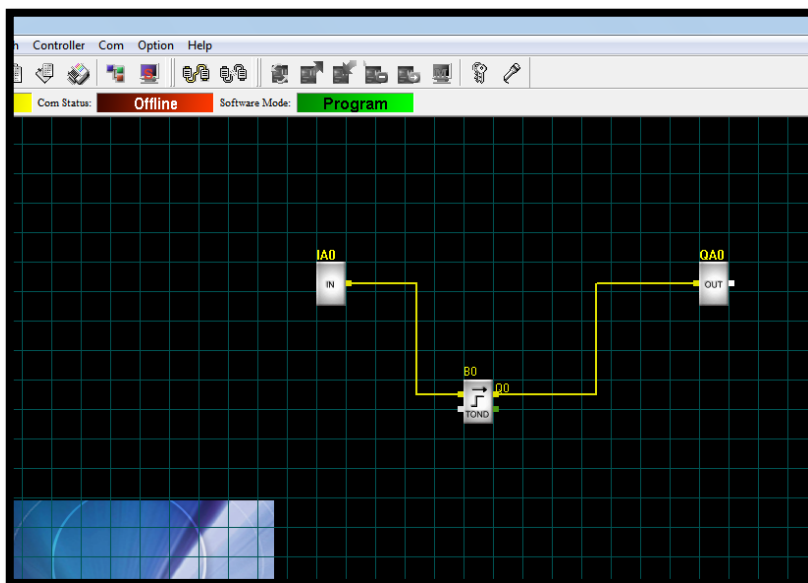 Controller Com Option Help
Com Status: Offline Software Mode: Program
IA0
IN
QA0
OUT
B0
Q0
TOND